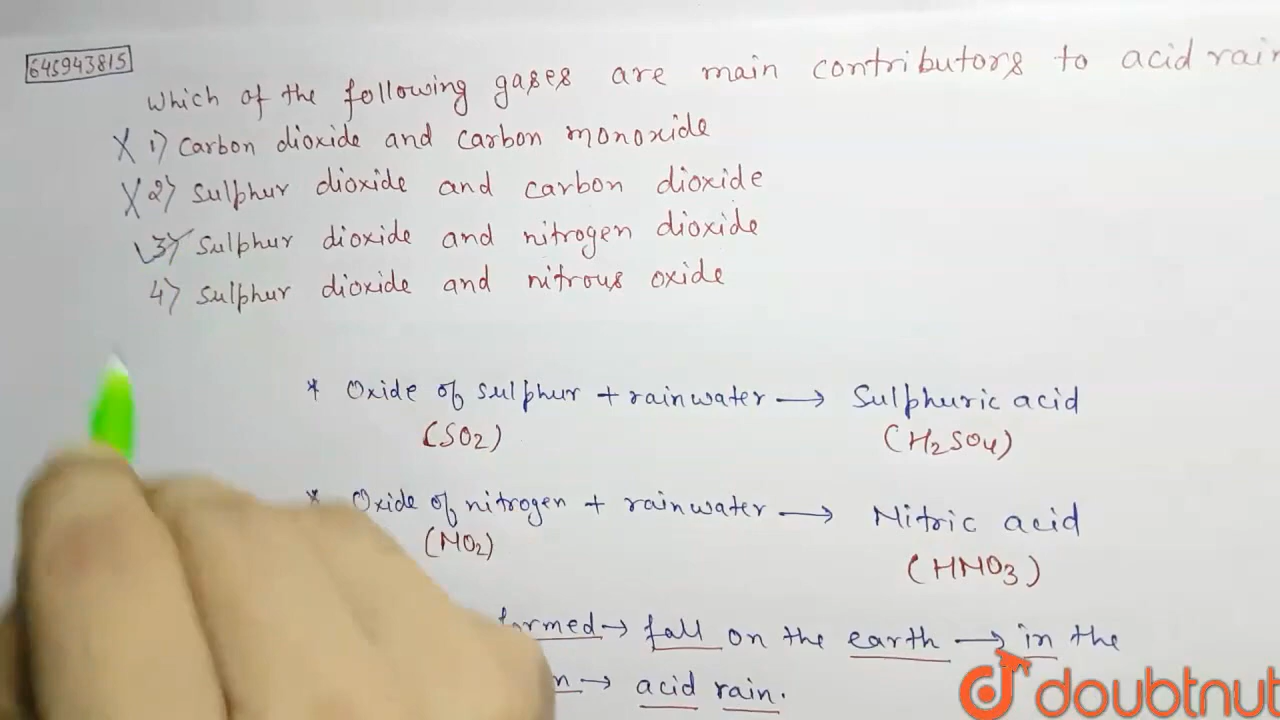 645943815
Which of the following gases are main contributors to acid rain
X 1) Carbon dioxide and carbon monoxide
X 2) Sulphur dioxide and carbon dioxide
3) Sulphur dioxide and nitrogen dioxide
4) Sulphur dioxide and nitrous oxide
* Oxide of sulphur + rainwater → Sulphuric acid
(SO2) (H2SO4)
* Oxide of nitrogen + rainwater → Nitric acid
(NO2) (HNO3)
formed → fall on the earth → in the
→ acid rain.
doubtnut